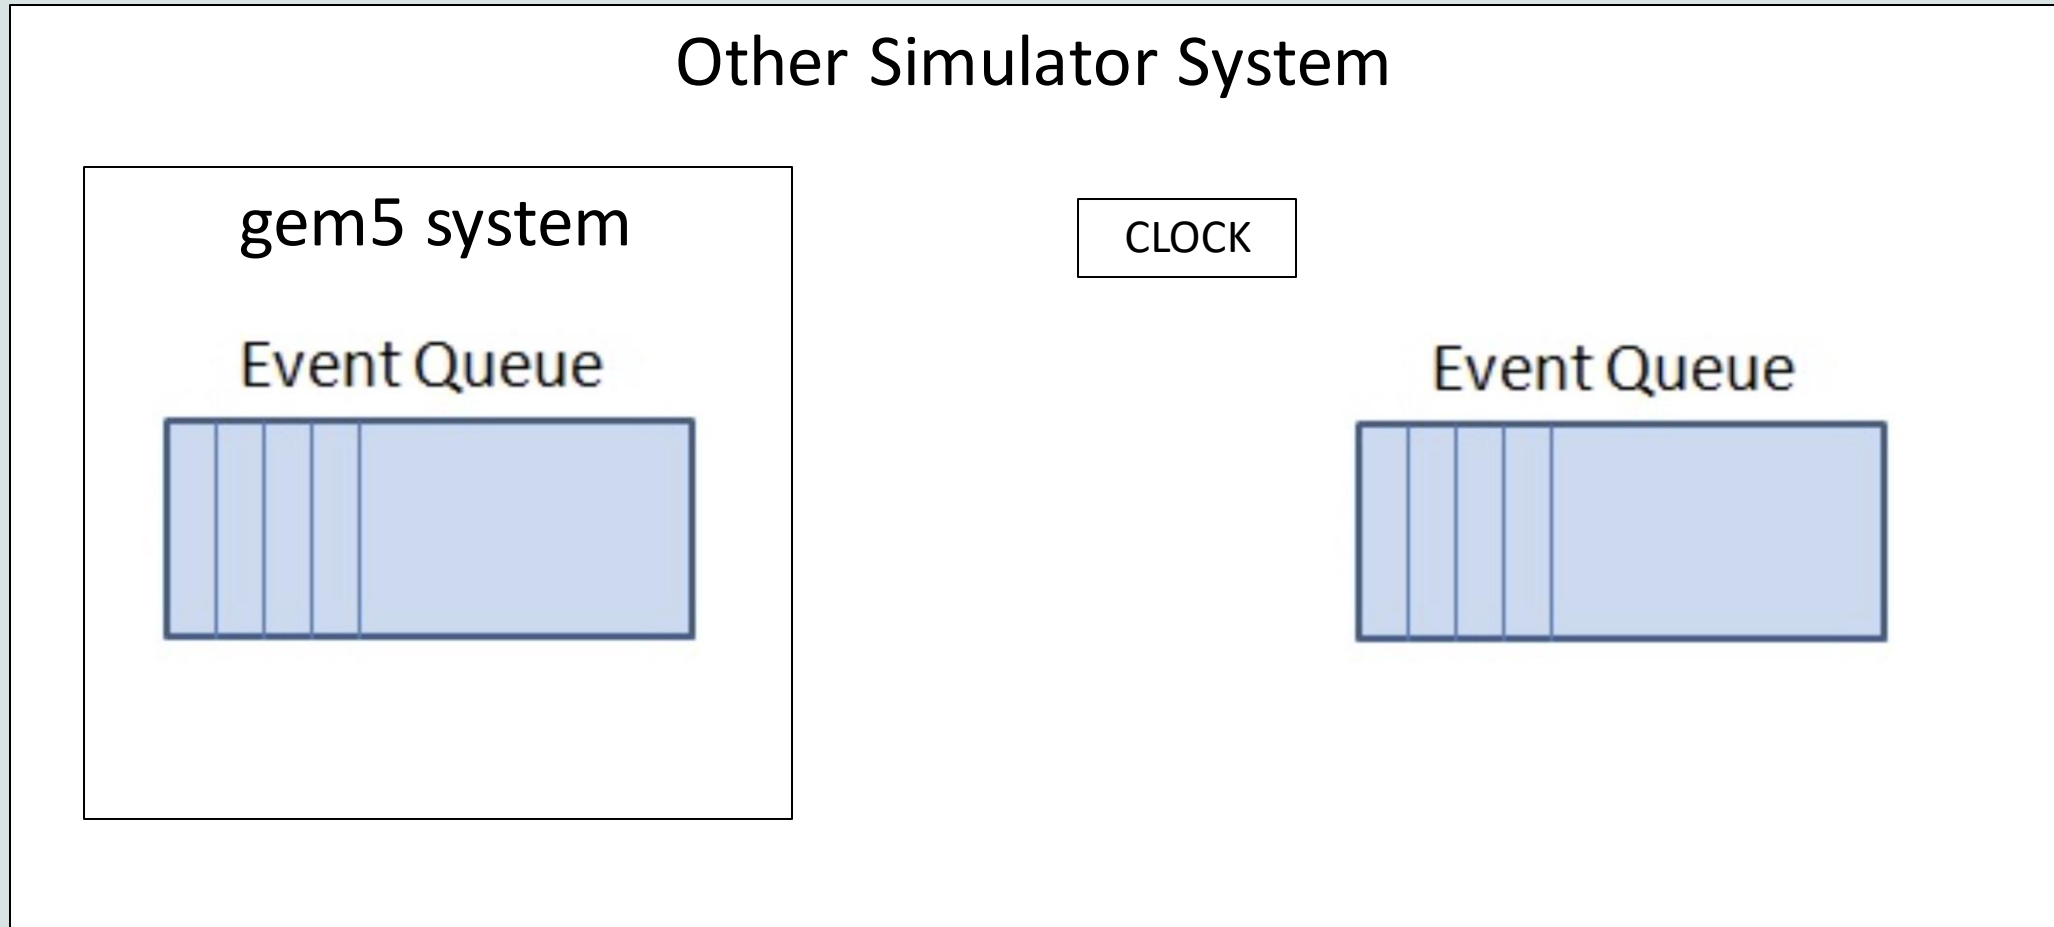 Other Simulator System
gem5 system
CLOCK
Event Queue
Event Queue